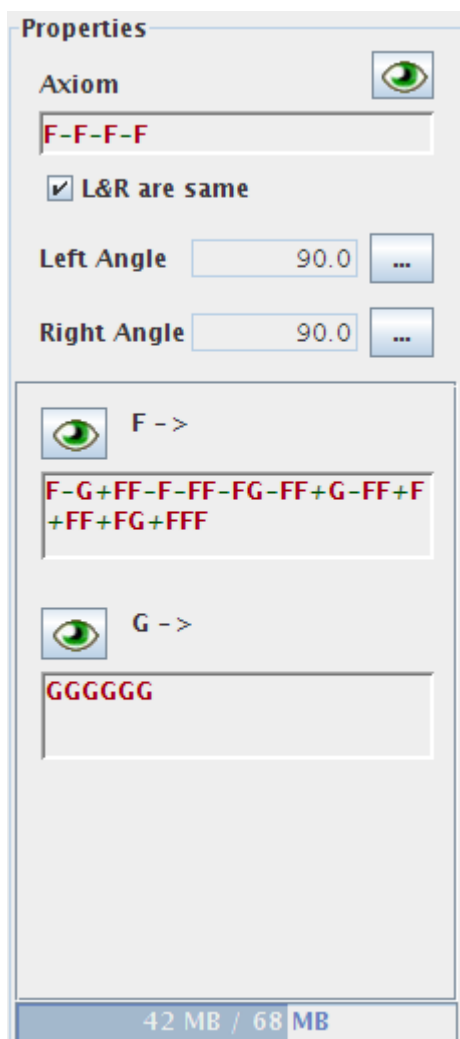 Properties
Axiom
F-F-F-F
L&R are same
Left Angle 90.0 ...
Right Angle 90.0 ...
F ->
F-G+FF-F-FF-FG-FF+G-FF+F
+FF+FG+FFF
G ->
GGGGGG
42 MB / 68 MB